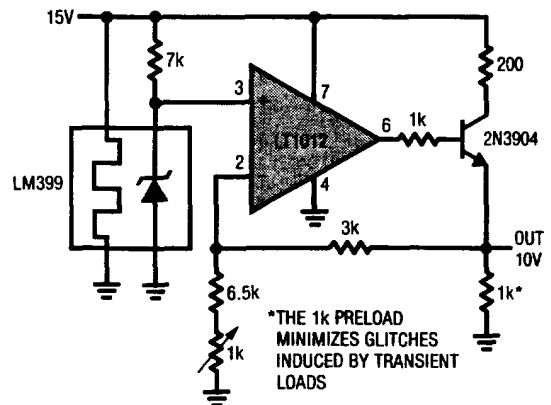 15V
7k
200
3
+
7
6
1k
2N3904
LT1012
LM399
2
−
4
3k
OUT
10V
6.5k
1k
1k*
*THE 1k PRELOAD
MINIMIZES GLITCHES
INDUCED BY TRANSIENT
LOADS